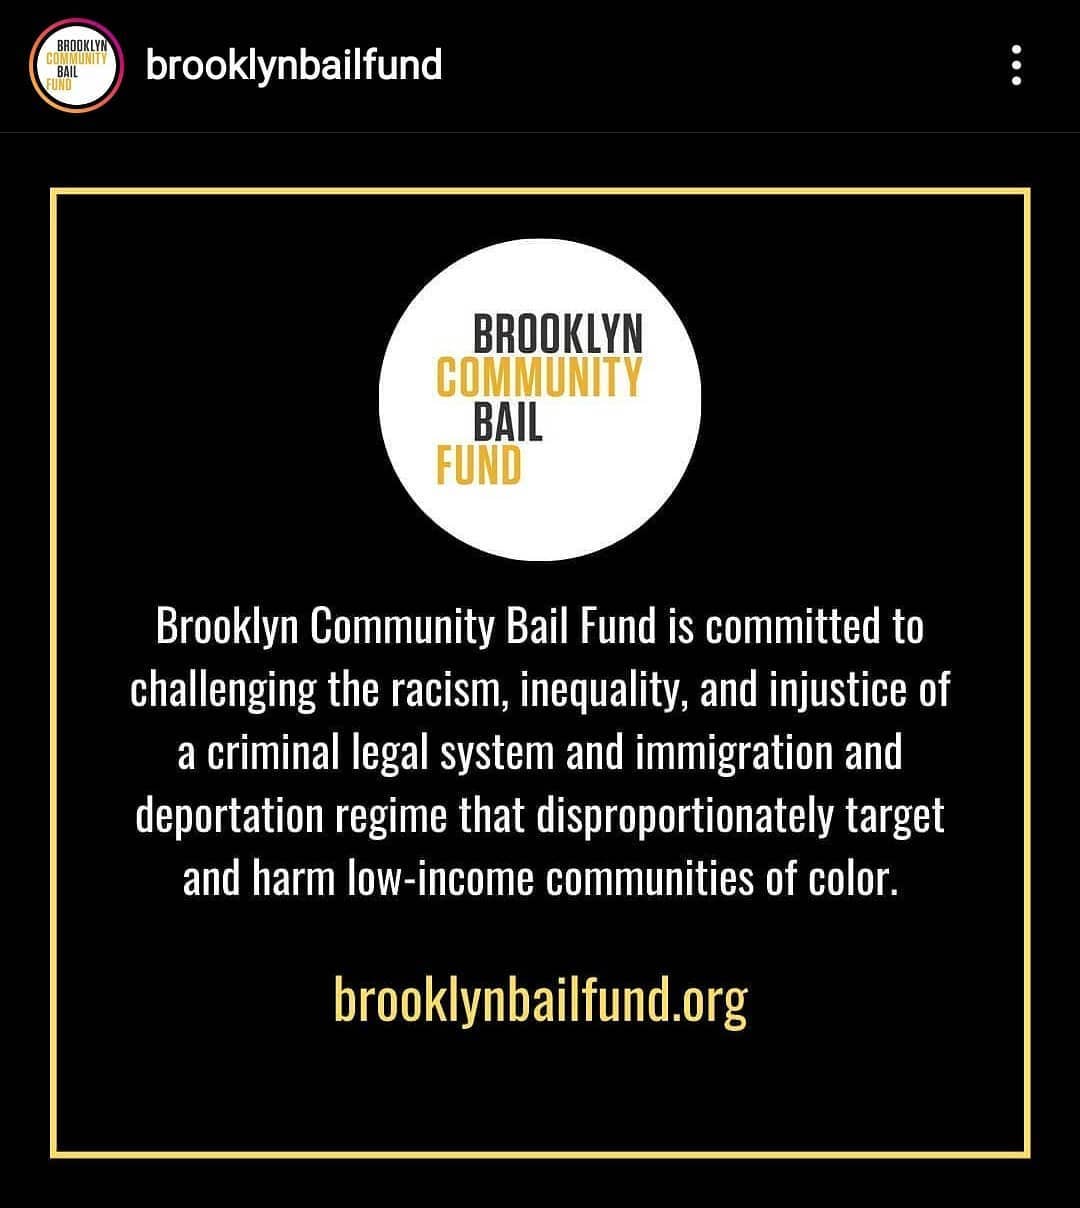 BROOKLYN
COMMUNITY
BAIL
FUND
brooklynbailfund
BROOKLYN
COMMUNITY
BAIL
FUND
Brooklyn Community Bail Fund is committed to
challenging the racism, inequality, and injustice of
a criminal legal system and immigration and
deportation regime that disproportionately target
and harm low-income communities of color.
brooklynbailfund.org